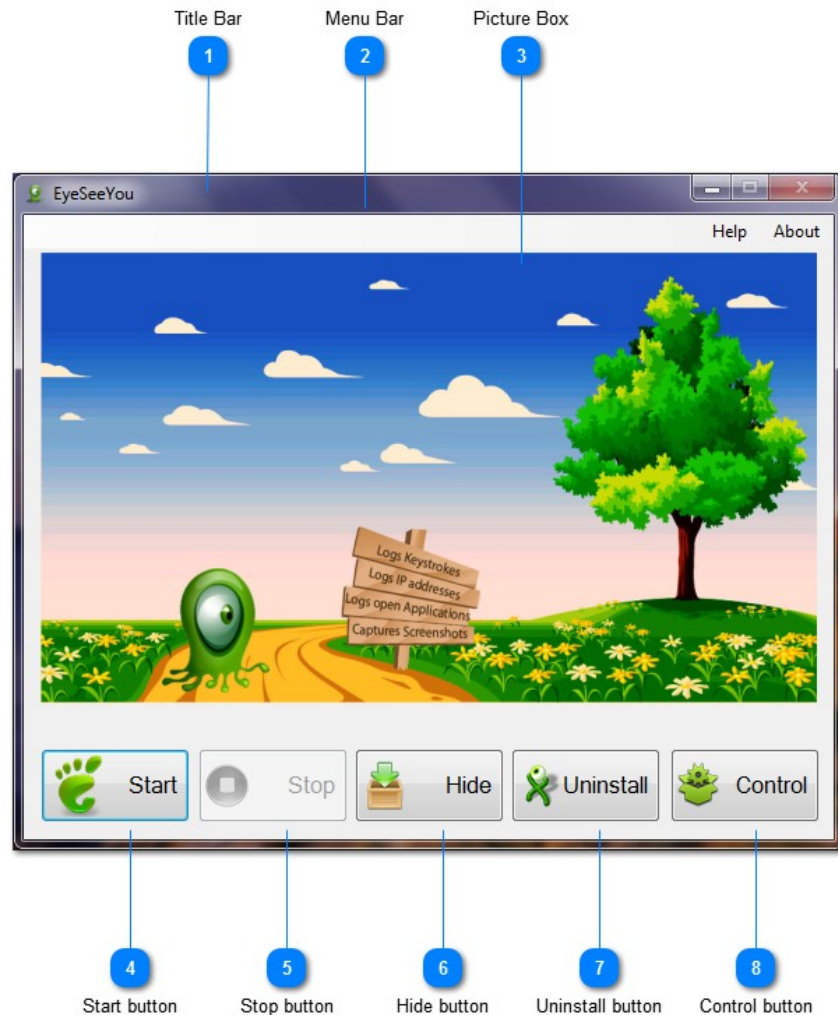 Title Bar Menu Bar Picture Box
1 2 3
EyeSeeYou
Help About
Logs Keystrokes
Logs IP addresses
Logs open Applications
Captures Screenshots
Start Stop Hide Uninstall Control
4 5 6 7 8
Start button Stop button Hide button Uninstall button Control button